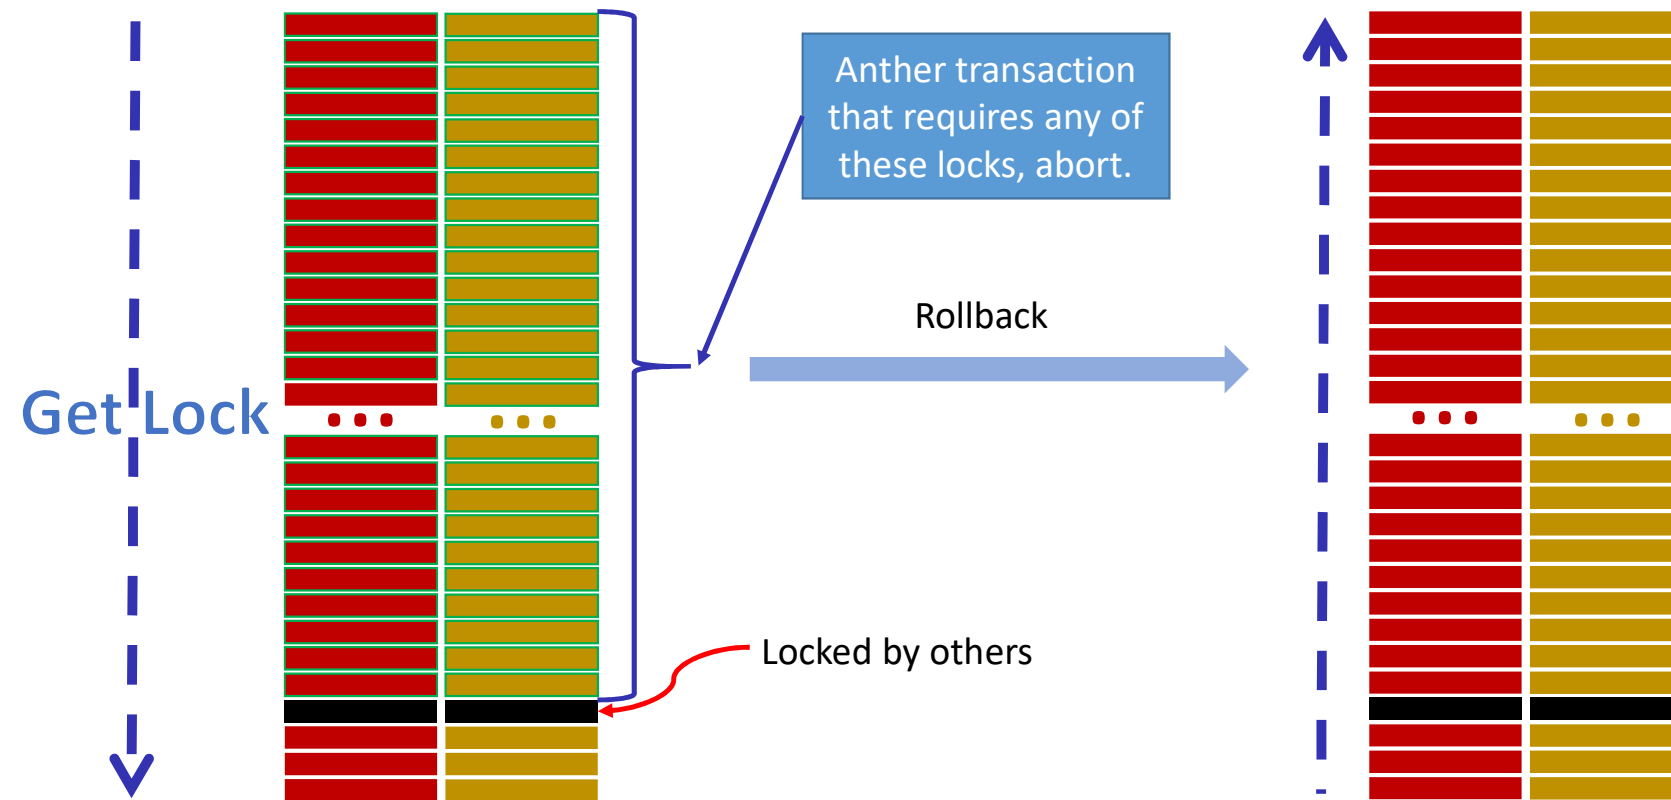 Anther transaction
that requires any of
these locks, abort.
Rollback
Get Lock
Locked by others